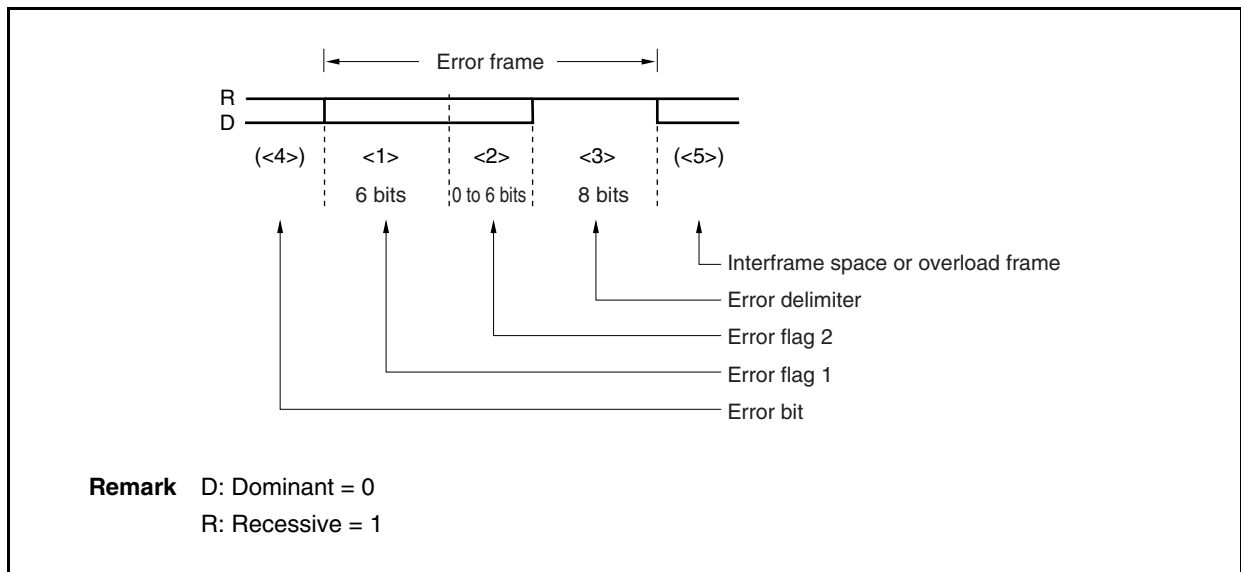 Error frame
R
D
(<4>) <1> <2> <3> (<5>)
6 bits 0 to 6 bits 8 bits
Interframe space or overload frame
Error delimiter
Error flag 2
Error flag 1
Error bit
Remark D: Dominant = 0
R: Recessive = 1